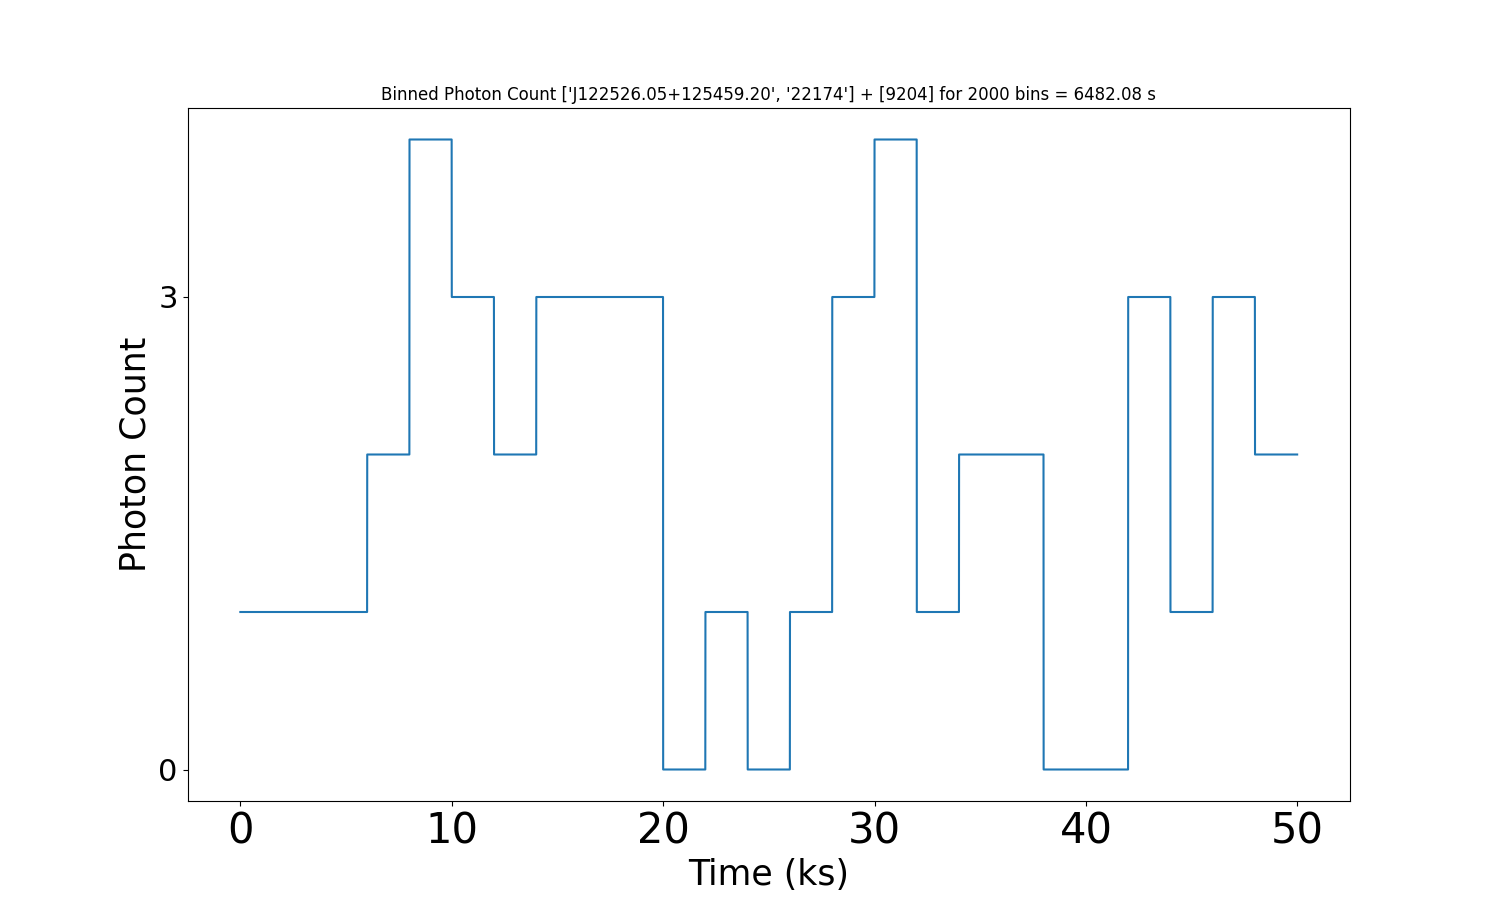 Binned Photon Count ['J122526.05+125459.20', '22174'] + [9204] for 2000 bins = 6482.08 s
3
Photon Count
0
0 10 20 30 40 50
Time (ks)